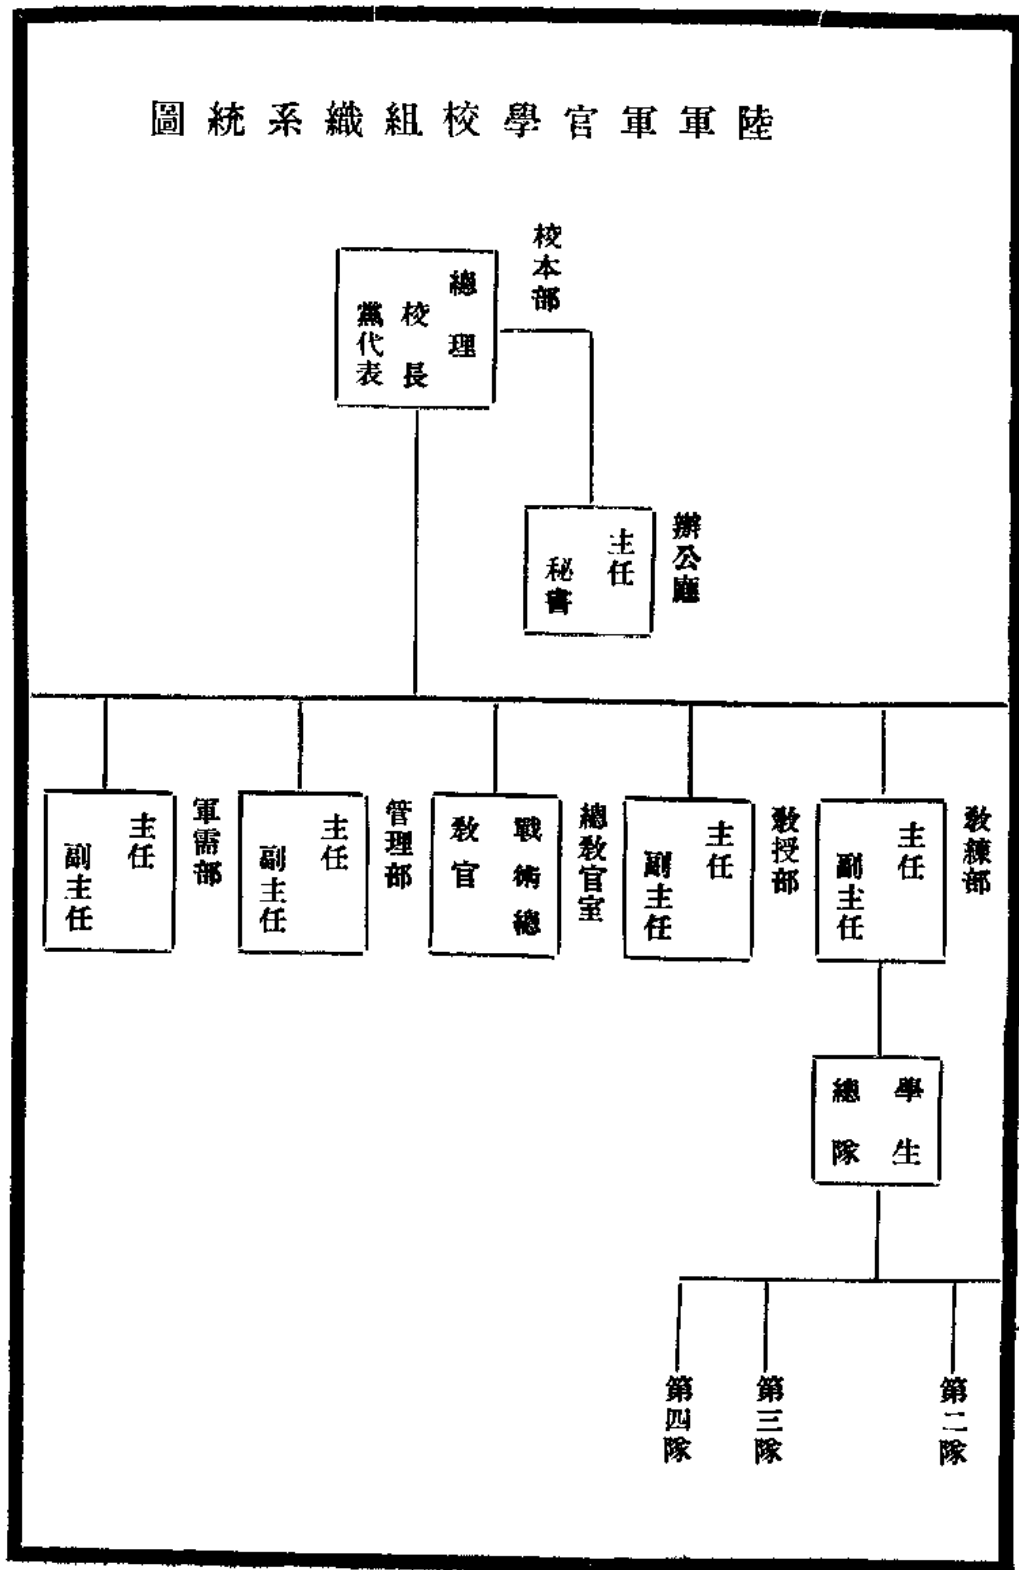 陸軍軍官學校組織系統圖
校本部
總理
校長
黨代表
辦公廳
主任
秘書
教練部
主任
副主任
教授部
主任
副主任
總教官室
戰術總
教官
管理部
主任
副主任
軍需部
主任
副主任
學生
總隊
第二隊
第三隊
第四隊